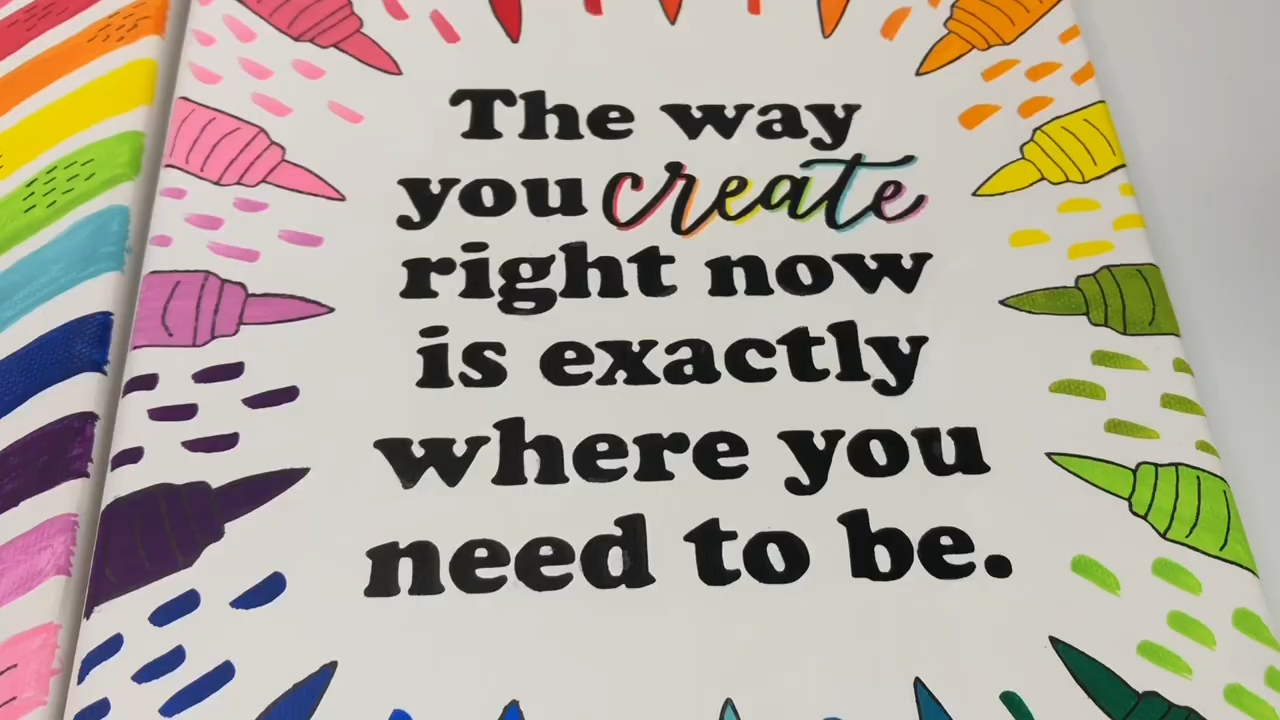 The way
you create
right now
is exactly
where you
need to be.